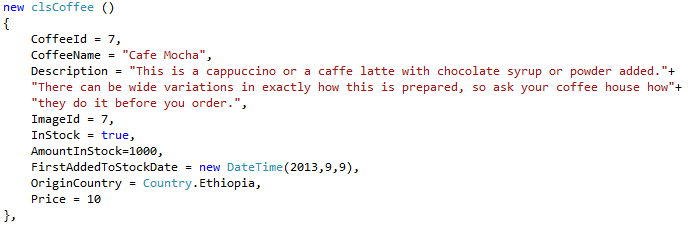 new clsCoffee ()
{
    CoffeeId = 7,
    CoffeeName = "Cafe Mocha",
    Description = "This is a cappuccino or a caffe latte with chocolate syrup or powder added."+
    "There can be wide variations in exactly how this is prepared, so ask your coffee house how"+
    "they do it before you order.",
    ImageId = 7,
    InStock = true,
    AmountInStock=1000,
    FirstAddedToStockDate = new DateTime(2013,9,9),
    OriginCountry = Country.Ethiopia,
    Price = 10
},